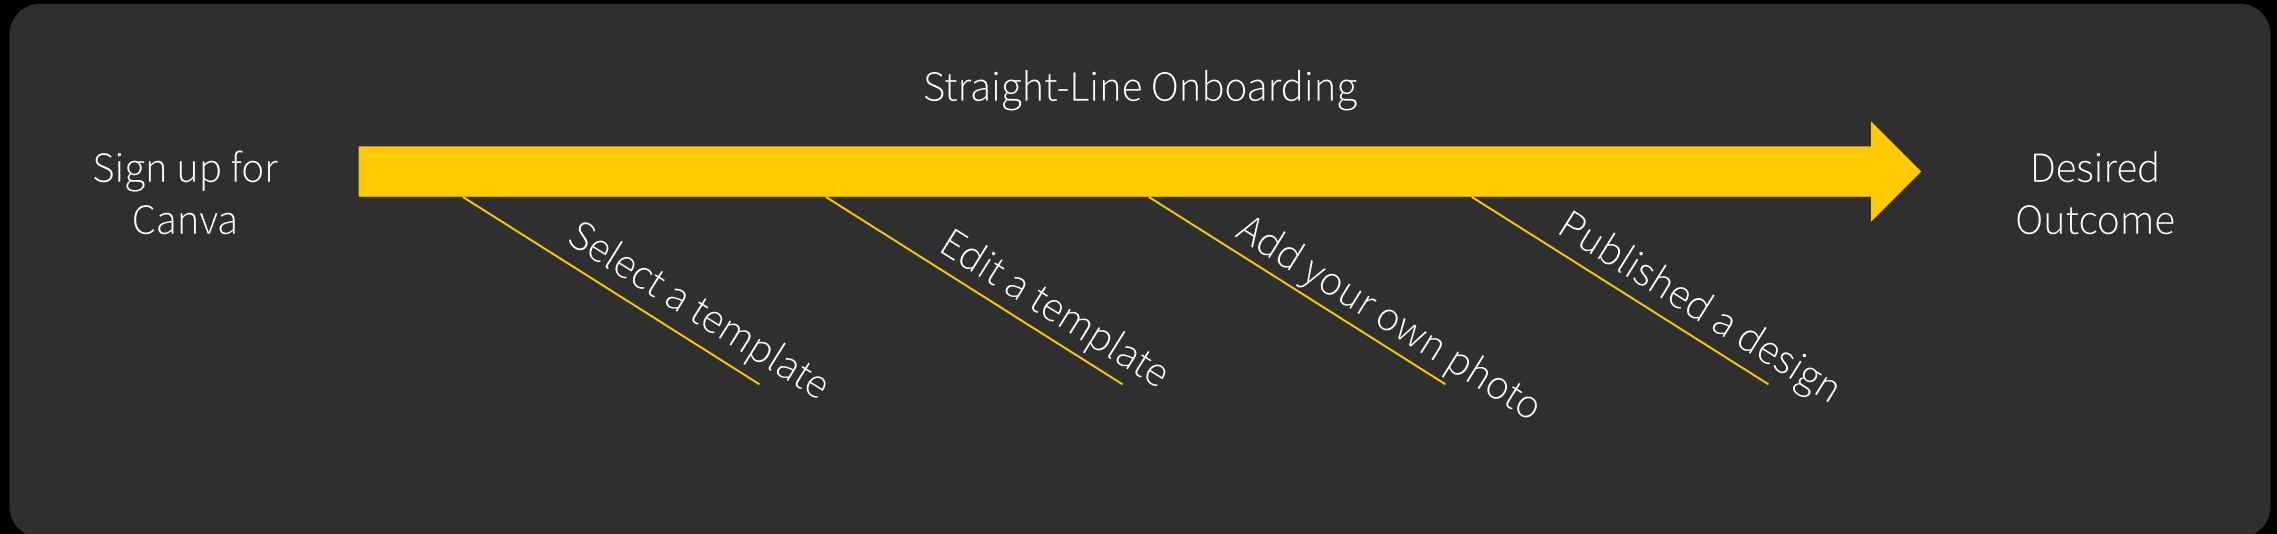 Straight-Line Onboarding
Sign up for
Canva
Select a template
Edit a template
Add your own photo
Published a design
Desired
Outcome